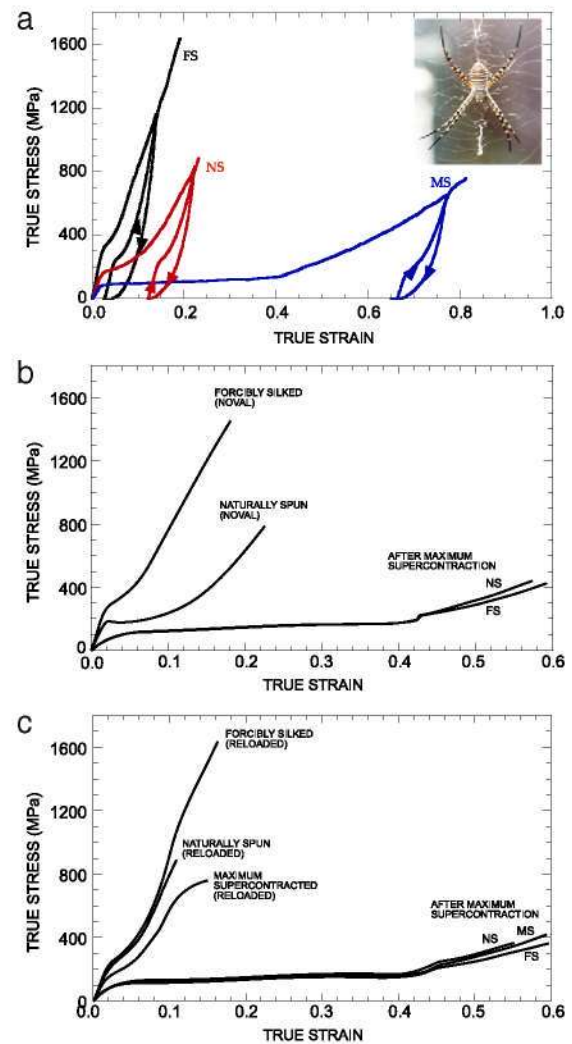 a
1600
1200
800
400
0
FS
NS
MS
TRUE STRESS (MPa)
0.0
0.2
0.4
0.6
0.8
1.0
TRUE STRAIN
b
1600
1200
800
400
0
FORCIBLY SILKED
(NOVAL)
NATURALLY SPUN
(NOVAL)
AFTER MAXIMUM
SUPERCONTRACTION
NS
FS
TRUE STRESS (MPa)
0.0
0.1
0.2
0.3
0.4
0.5
0.6
TRUE STRAIN
c
1600
1200
800
400
0
FORCIBLY SILKED
(RELOADED)
NATURALLY SPUN
(RELOADED)
MAXIMUM
SUPERCONTRACTED
(RELOADED)
AFTER MAXIMUM
SUPERCONTRACTION
NS
MS
FS
TRUE STRESS (MPa)
0.0
0.1
0.2
0.3
0.4
0.5
0.6
TRUE STRAIN